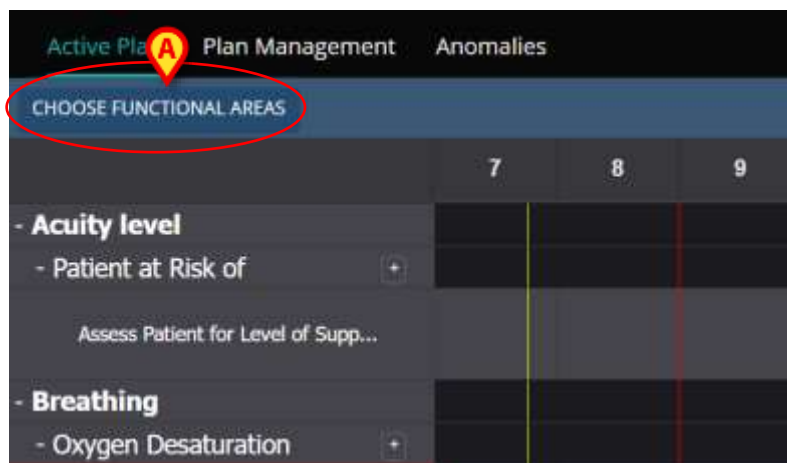 Active Pla A Plan Management Anomalies
CHOOSE FUNCTIONAL AREAS
7 8 9
- Acuity level
- Patient at Risk of +
Assess Patient for Level of Supp...
- Breathing
- Oxygen Desaturation +